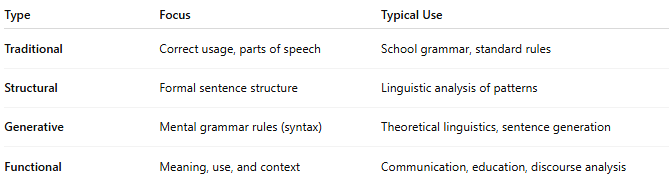 Type Focus Typical Use
Traditional Correct usage, parts of speech School grammar, standard rules
Structural Formal sentence structure Linguistic analysis of patterns
Generative Mental grammar rules (syntax) Theoretical linguistics, sentence generation
Functional Meaning, use, and context Communication, education, discourse analysis